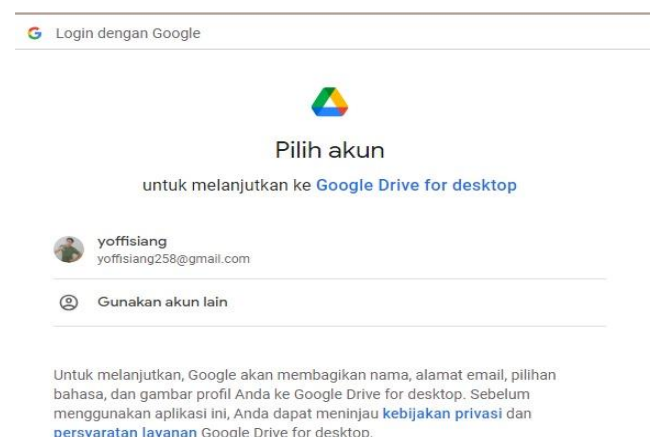 Login dengan Google
Pilih akun
untuk melanjutkan ke Google Drive for desktop
yoffisiang
yoffisiang258@gmail.com
Gunakan akun lain
Untuk melanjutkan, Google akan membagikan nama, alamat email, pilihan
bahasa, dan gambar profil Anda ke Google Drive for desktop. Sebelum
menggunakan aplikasi ini, Anda dapat meninjau kebijakan privasi dan
persyaratan layanan Google Drive for desktop.